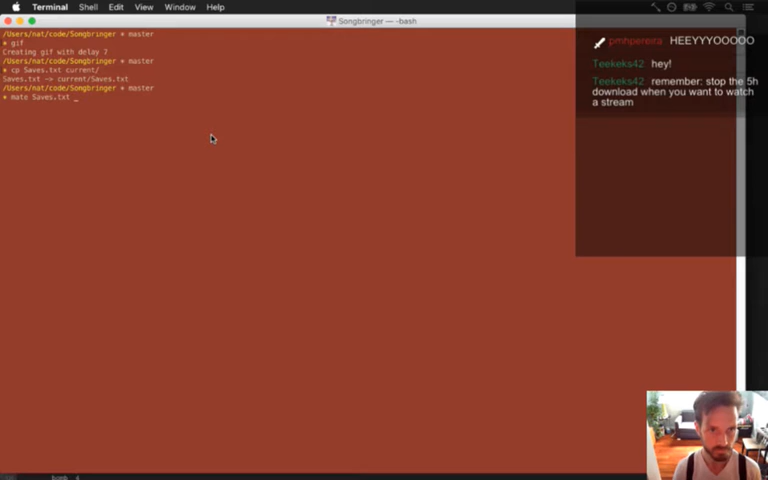 Terminal Shell Edit View Window Help
Songbringer — -bash
/Users/nat/code/Songbringer * master
* gif
Creating gif with delay 7
/Users/nat/code/Songbringer * master
* cp Saves.txt current/
Saves.txt -> current/Saves.txt
/Users/nat/code/Songbringer * master
* mate Saves.txt _
pmhpereira HEEYYYOOOOO
Teekeks42 hey!
Teekeks42 remember: stop the 5h
download when you want to watch
a stream